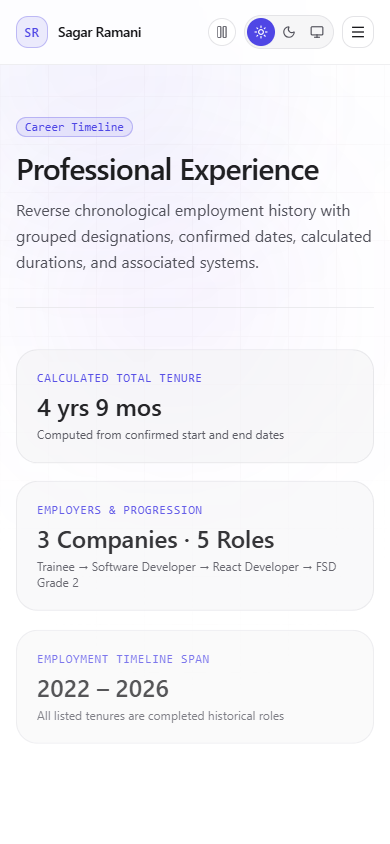 SR
Sagar Ramani
Career Timeline
Professional Experience
Reverse chronological employment history with
grouped designations, confirmed dates, calculated
durations, and associated systems.
CALCULATED TOTAL TENURE
4 yrs 9 mos
Computed from confirmed start and end dates
EMPLOYERS & PROGRESSION
3 Companies · 5 Roles
Trainee → Software Developer → React Developer → FSD
Grade 2
EMPLOYMENT TIMELINE SPAN
2022 – 2026
All listed tenures are completed historical roles